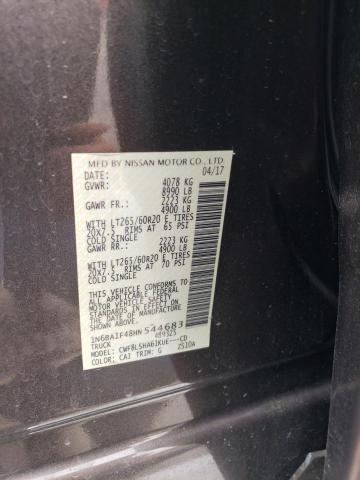 MFD BY NISSAN MOTOR CO., LTD.
DATE: 04/17
GVWR: 4078 KG
8990 LB
GAWR FR: 2223 KG
4900 LB
WITH LT265/60R20 E TIRES
20X7.5 RIMS AT 65 PSI
COLD SINGLE
GAWR RR: 2223 KG
4900 LB
WITH LT265/60R20 E TIRES
20X7.5 RIMS AT 70 PSI
COLD SINGLE
THIS VEHICLE CONFORMS TO
ALL APPLICABLE FEDERAL
MOTOR VEHICLE SAFETY
STANDARDS IN EFFECT ON THE
DATE OF MANUFACTURE SHOWN
ABOVE
1N6BA1F48HN544683
TRUCK
MODEL: CWFBLSHA61KUE---CD
COLOR: CAJ TRIM: G ZS10A